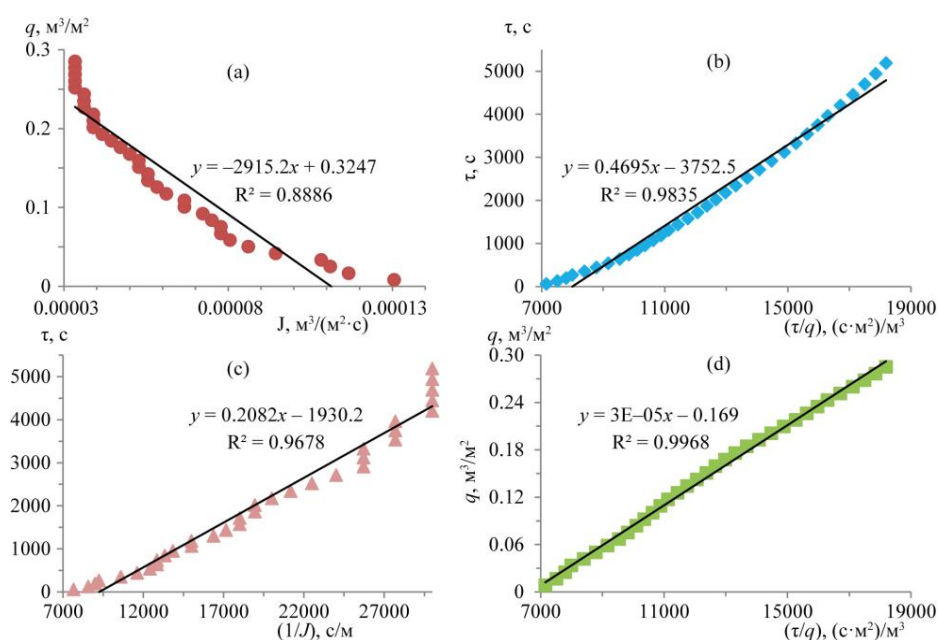 q, м³/м²
0.3
0.2
0.1
0
(a)
y = −2915.2x + 0.3247
R² = 0.8886
0.00003 0.00008 0.00013
J, м³/(м²·с)
τ, с
5000
4000
3000
2000
1000
0
τ, с
(b)
y = 0.4695x − 3752.5
R² = 0.9835
7000 11000 15000 19000
(τ/q), (с·м²)/м³
τ, с
5000
4000
3000
2000
1000
0
(c)
y = 0.2082x − 1930.2
R² = 0.9678
7000 12000 17000 22000 27000
(1/J), с/м
q, м³/м²
0.30
0.24
0.18
0.12
0.06
0
q, м³/м²
(d)
y = 3E−05x − 0.169
R² = 0.9968
7000 11000 15000 19000
(τ/q), (с·м²)/м³